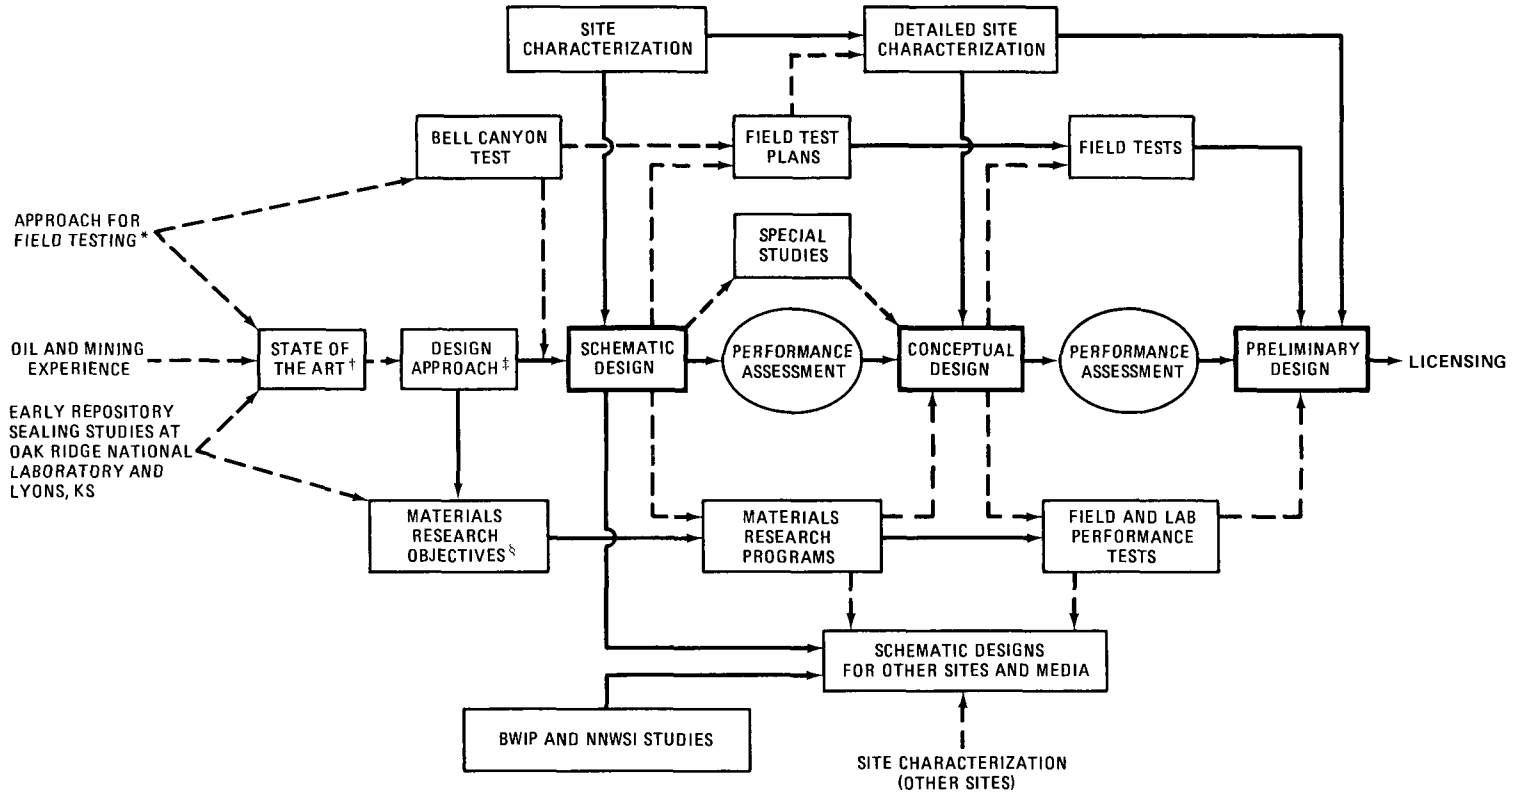 SITE
CHARACTERIZATION
DETAILED SITE
CHARACTERIZATION
BELL CANYON
TEST
FIELD TEST
PLANS
FIELD TESTS
APPROACH FOR
FIELD TESTING*
SPECIAL
STUDIES
OIL AND MINING
EXPERIENCE
STATE OF
THE ART†
DESIGN
APPROACH‡
SCHEMATIC
DESIGN
PERFORMANCE
ASSESSMENT
CONCEPTUAL
DESIGN
PERFORMANCE
ASSESSMENT
PRELIMINARY
DESIGN
LICENSING
EARLY REPOSITORY
SEALING STUDIES AT
OAK RIDGE NATIONAL
LABORATORY AND
LYONS, KS
MATERIALS
RESEARCH
OBJECTIVES§
MATERIALS
RESEARCH
PROGRAMS
FIELD AND LAB
PERFORMANCE
TESTS
SCHEMATIC DESIGNS
FOR OTHER SITES AND MEDIA
BWIP AND NNWSI STUDIES
SITE CHARACTERIZATION
(OTHER SITES)